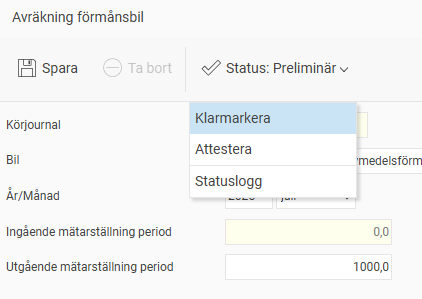 Avräkning förmånsbil
Spara
Ta bort
Status: Preliminär
Körjournal
Klarmarkera
Bil
Attestera
Statuslogg
År/Månad
Ingående mätarställning period
0,0
Utgående mätarställning period
1000,0